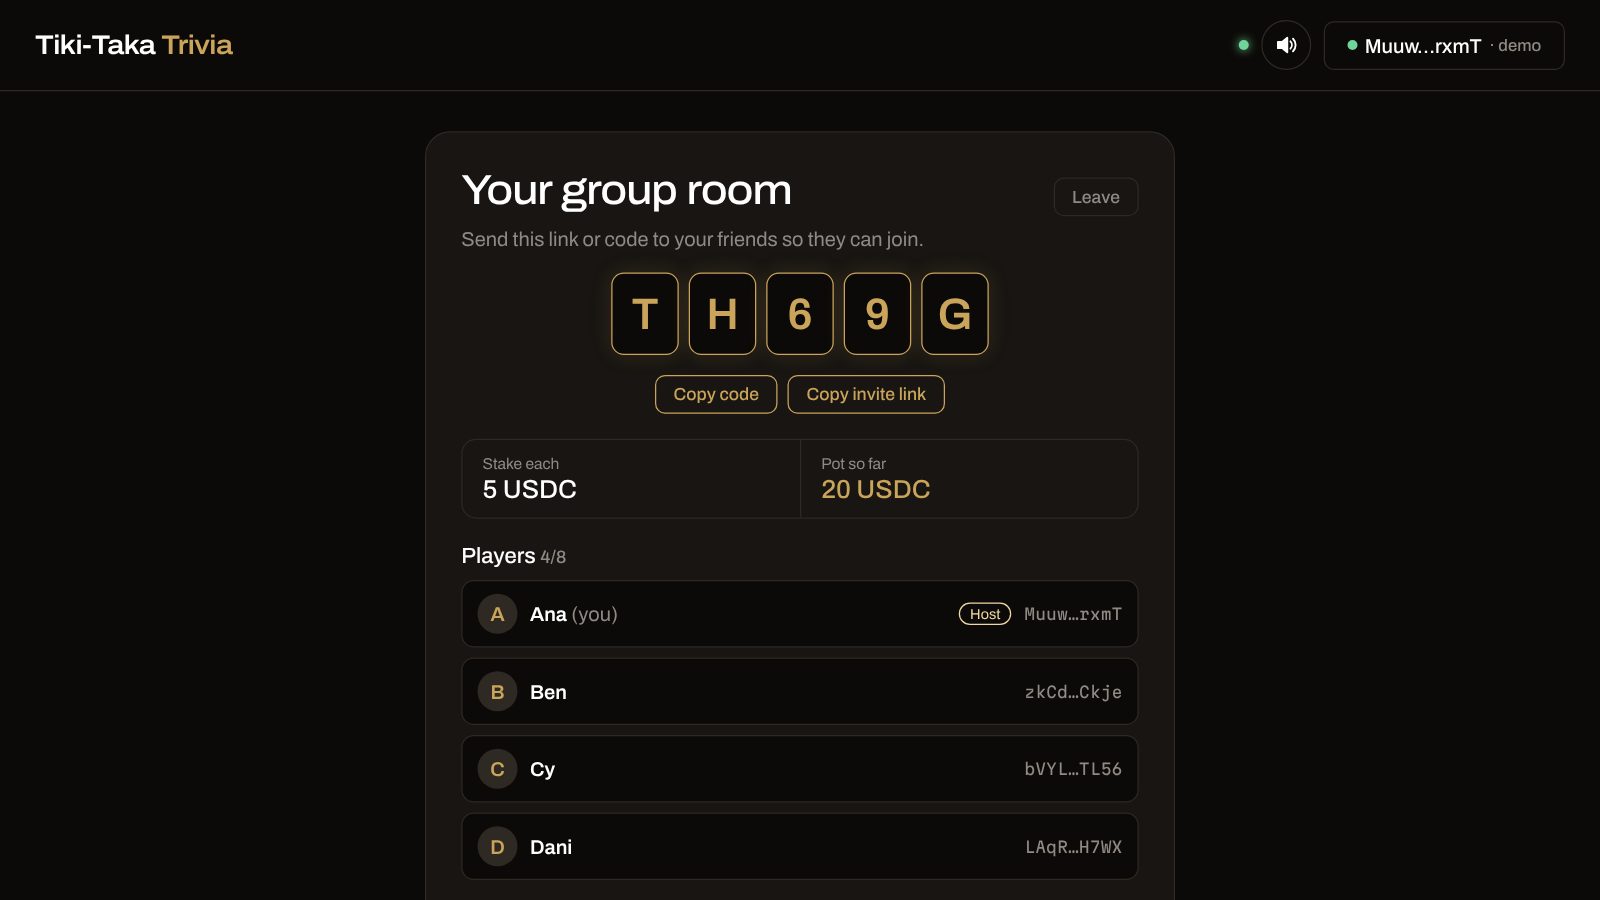 Tiki-Taka Trivia
Muuw...rxmT · demo
Your group room
Leave
Send this link or code to your friends so they can join.
T H 6 9 G
Copy code
Copy invite link
Stake each
5 USDC
Pot so far
20 USDC
Players 4/8
A Ana (you) Host Muuw…rxmT
B Ben zkCd…Ckje
C Cy bVYL…TL56
D Dani LAqR…H7WX